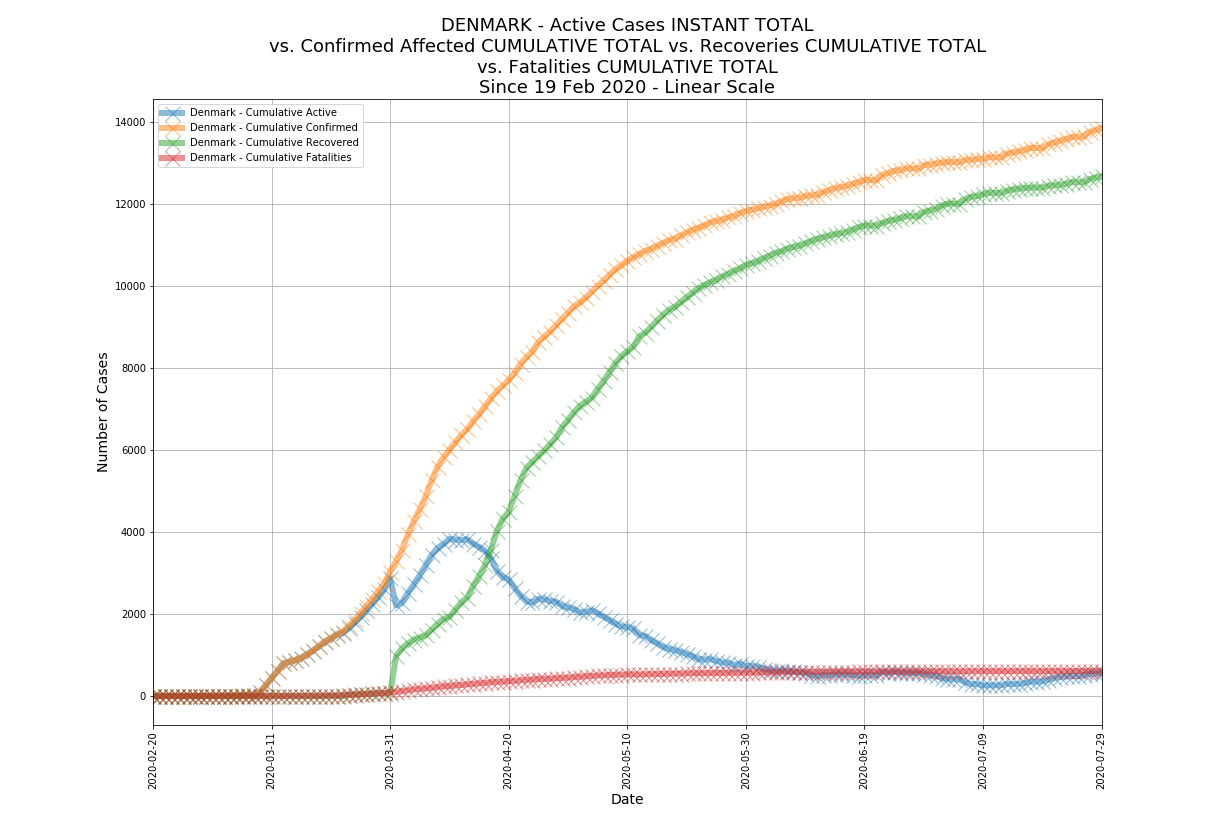 DENMARK - Active Cases INSTANT TOTAL
vs. Confirmed Affected CUMULATIVE TOTAL vs. Recoveries CUMULATIVE TOTAL
vs. Fatalities CUMULATIVE TOTAL
Since 19 Feb 2020 - Linear Scale
Denmark - Cumulative Active
Denmark - Cumulative Confirmed
Denmark - Cumulative Recovered
Denmark - Cumulative Fatalities
Number of Cases
14000
12000
10000
8000
6000
4000
2000
0
2020-02-20
2020-03-11
2020-03-31
2020-04-20
2020-05-10
2020-05-30
2020-06-19
2020-07-09
2020-07-29
Date